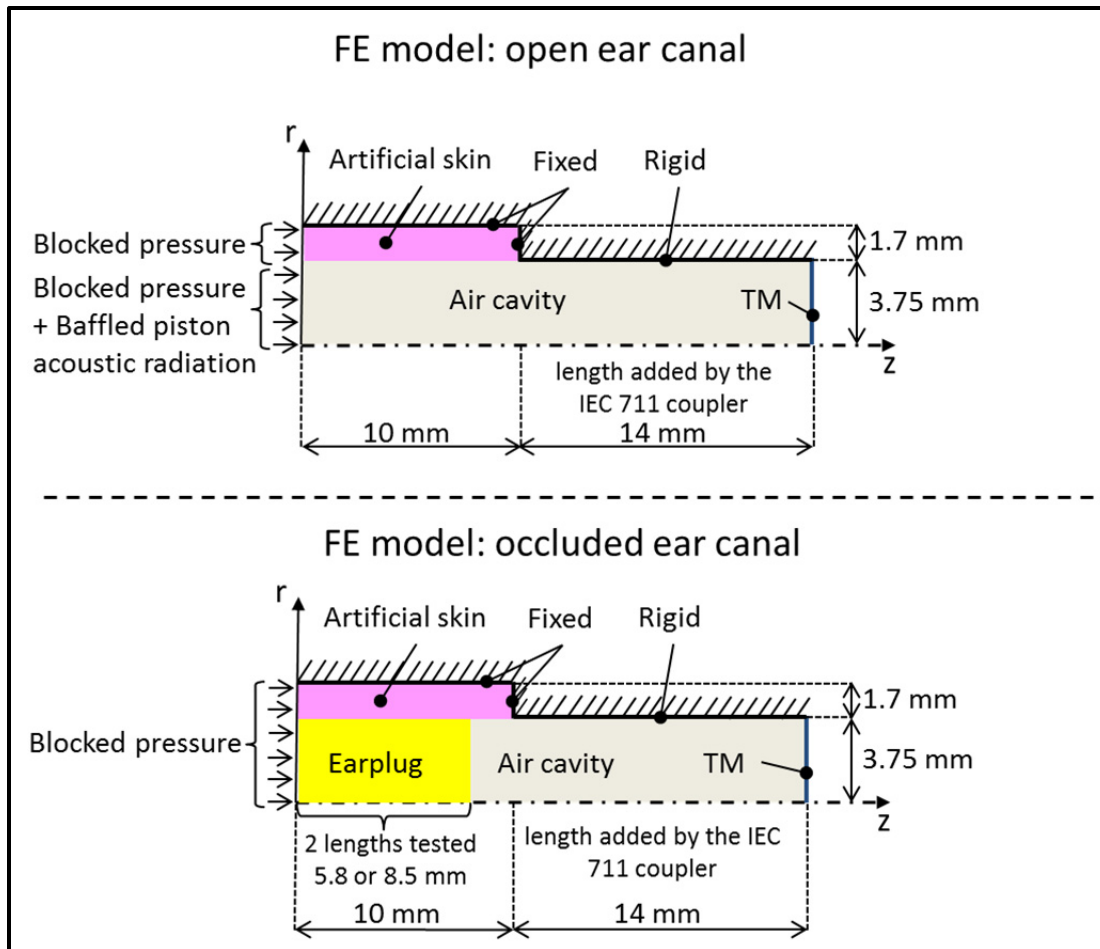 FE model: open ear canal
r
Artificial skin
Fixed
Rigid
Blocked pressure
1.7 mm
Blocked pressure
+ Baffled piston
acoustic radiation
Air cavity
TM
3.75 mm
z
length added by the
IEC 711 coupler
10 mm
14 mm
FE model: occluded ear canal
r
Artificial skin
Fixed
Rigid
1.7 mm
Blocked pressure
Earplug
Air cavity
TM
3.75 mm
z
2 lengths tested
5.8 or 8.5 mm
length added by the IEC
711 coupler
10 mm
14 mm